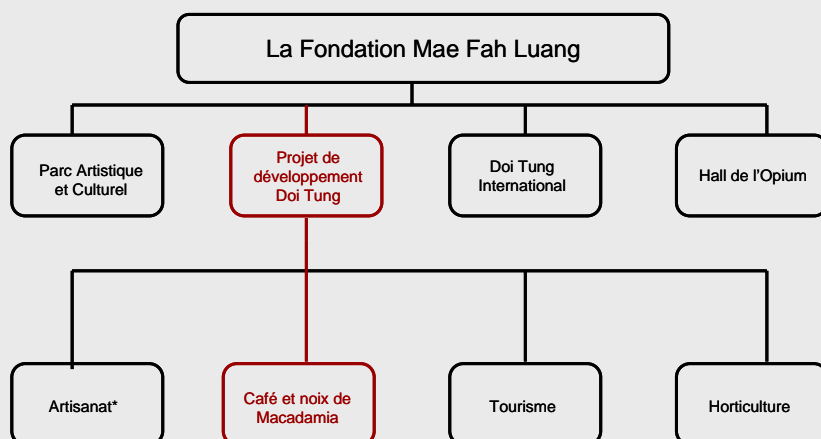 La Fondation Mae Fah Luang
Parc Artistique
et Culturel
Projet de
développement
Doi Tung
Doi Tung
International
Hall de l'Opium
Artisanat*
Café et noix de
Macadamia
Tourisme
Horticulture